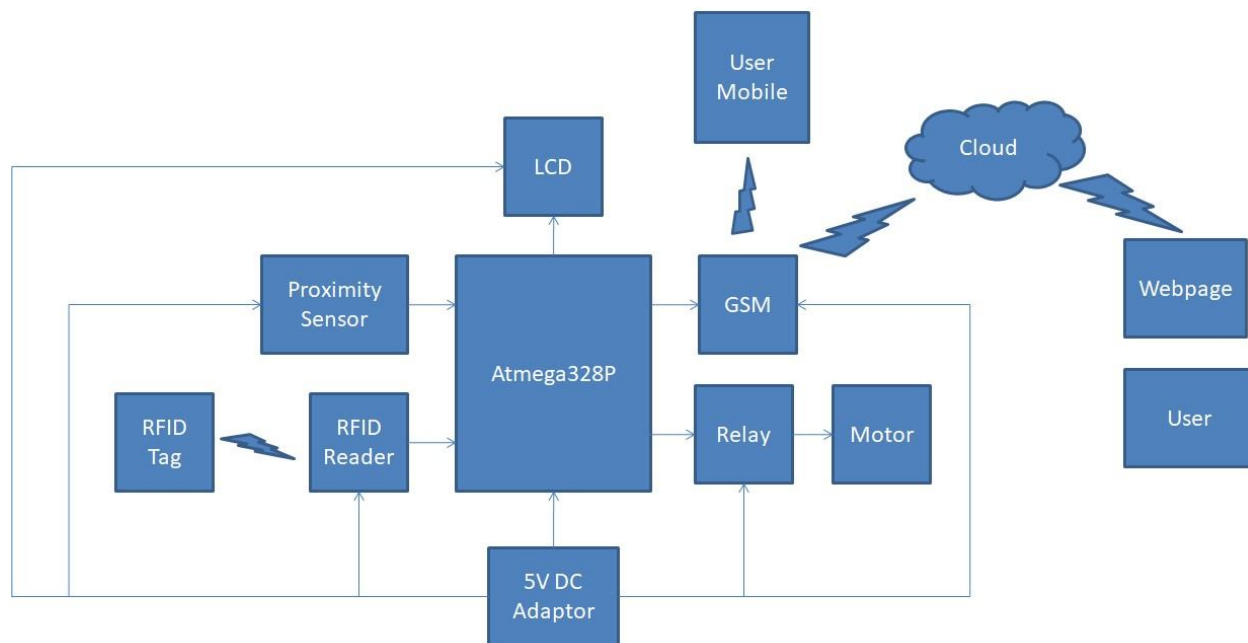 User
Mobile
Cloud
LCD
Proximity
Sensor
GSM
Webpage
Atmega328P
RFID
Tag
RFID
Reader
Relay
Motor
User
5V DC
Adaptor